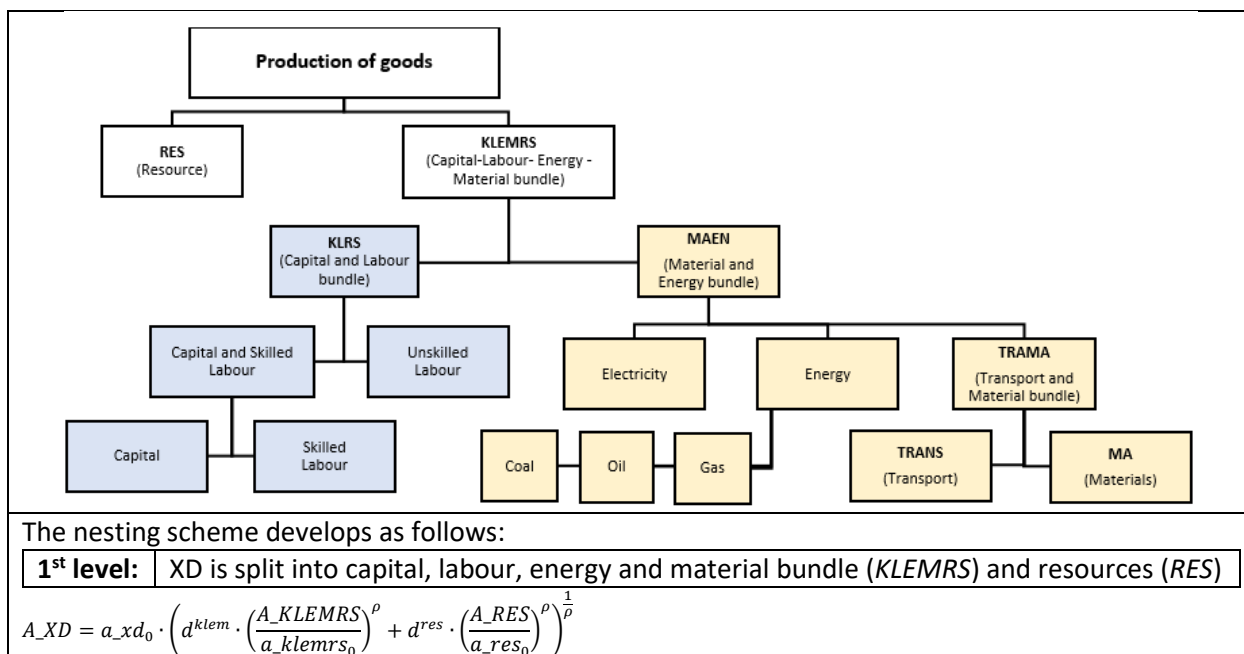 Production of goods
RES
(Resource)
KLEMRS
(Capital-Labour- Energy -
Material bundle)
KLRS
(Capital and Labour
bundle)
MAEN
(Material and
Energy bundle)
Capital and Skilled
Labour
Unskilled
Labour
Electricity
Energy
TRAMA
(Transport and
Material bundle)
Capital
Skilled
Labour
Coal
Oil
Gas
TRANS
(Transport)
MA
(Materials)
The nesting scheme develops as follows:
1st level: XD is split into capital, labour, energy and material bundle (KLEMRS) and resources (RES)
A_XD = a_xd₀ · (d^klem · (A_KLEMRS / a_klemrs₀)^ρ + d^res · (A_RES / a_res₀)^ρ)^(1/ρ)